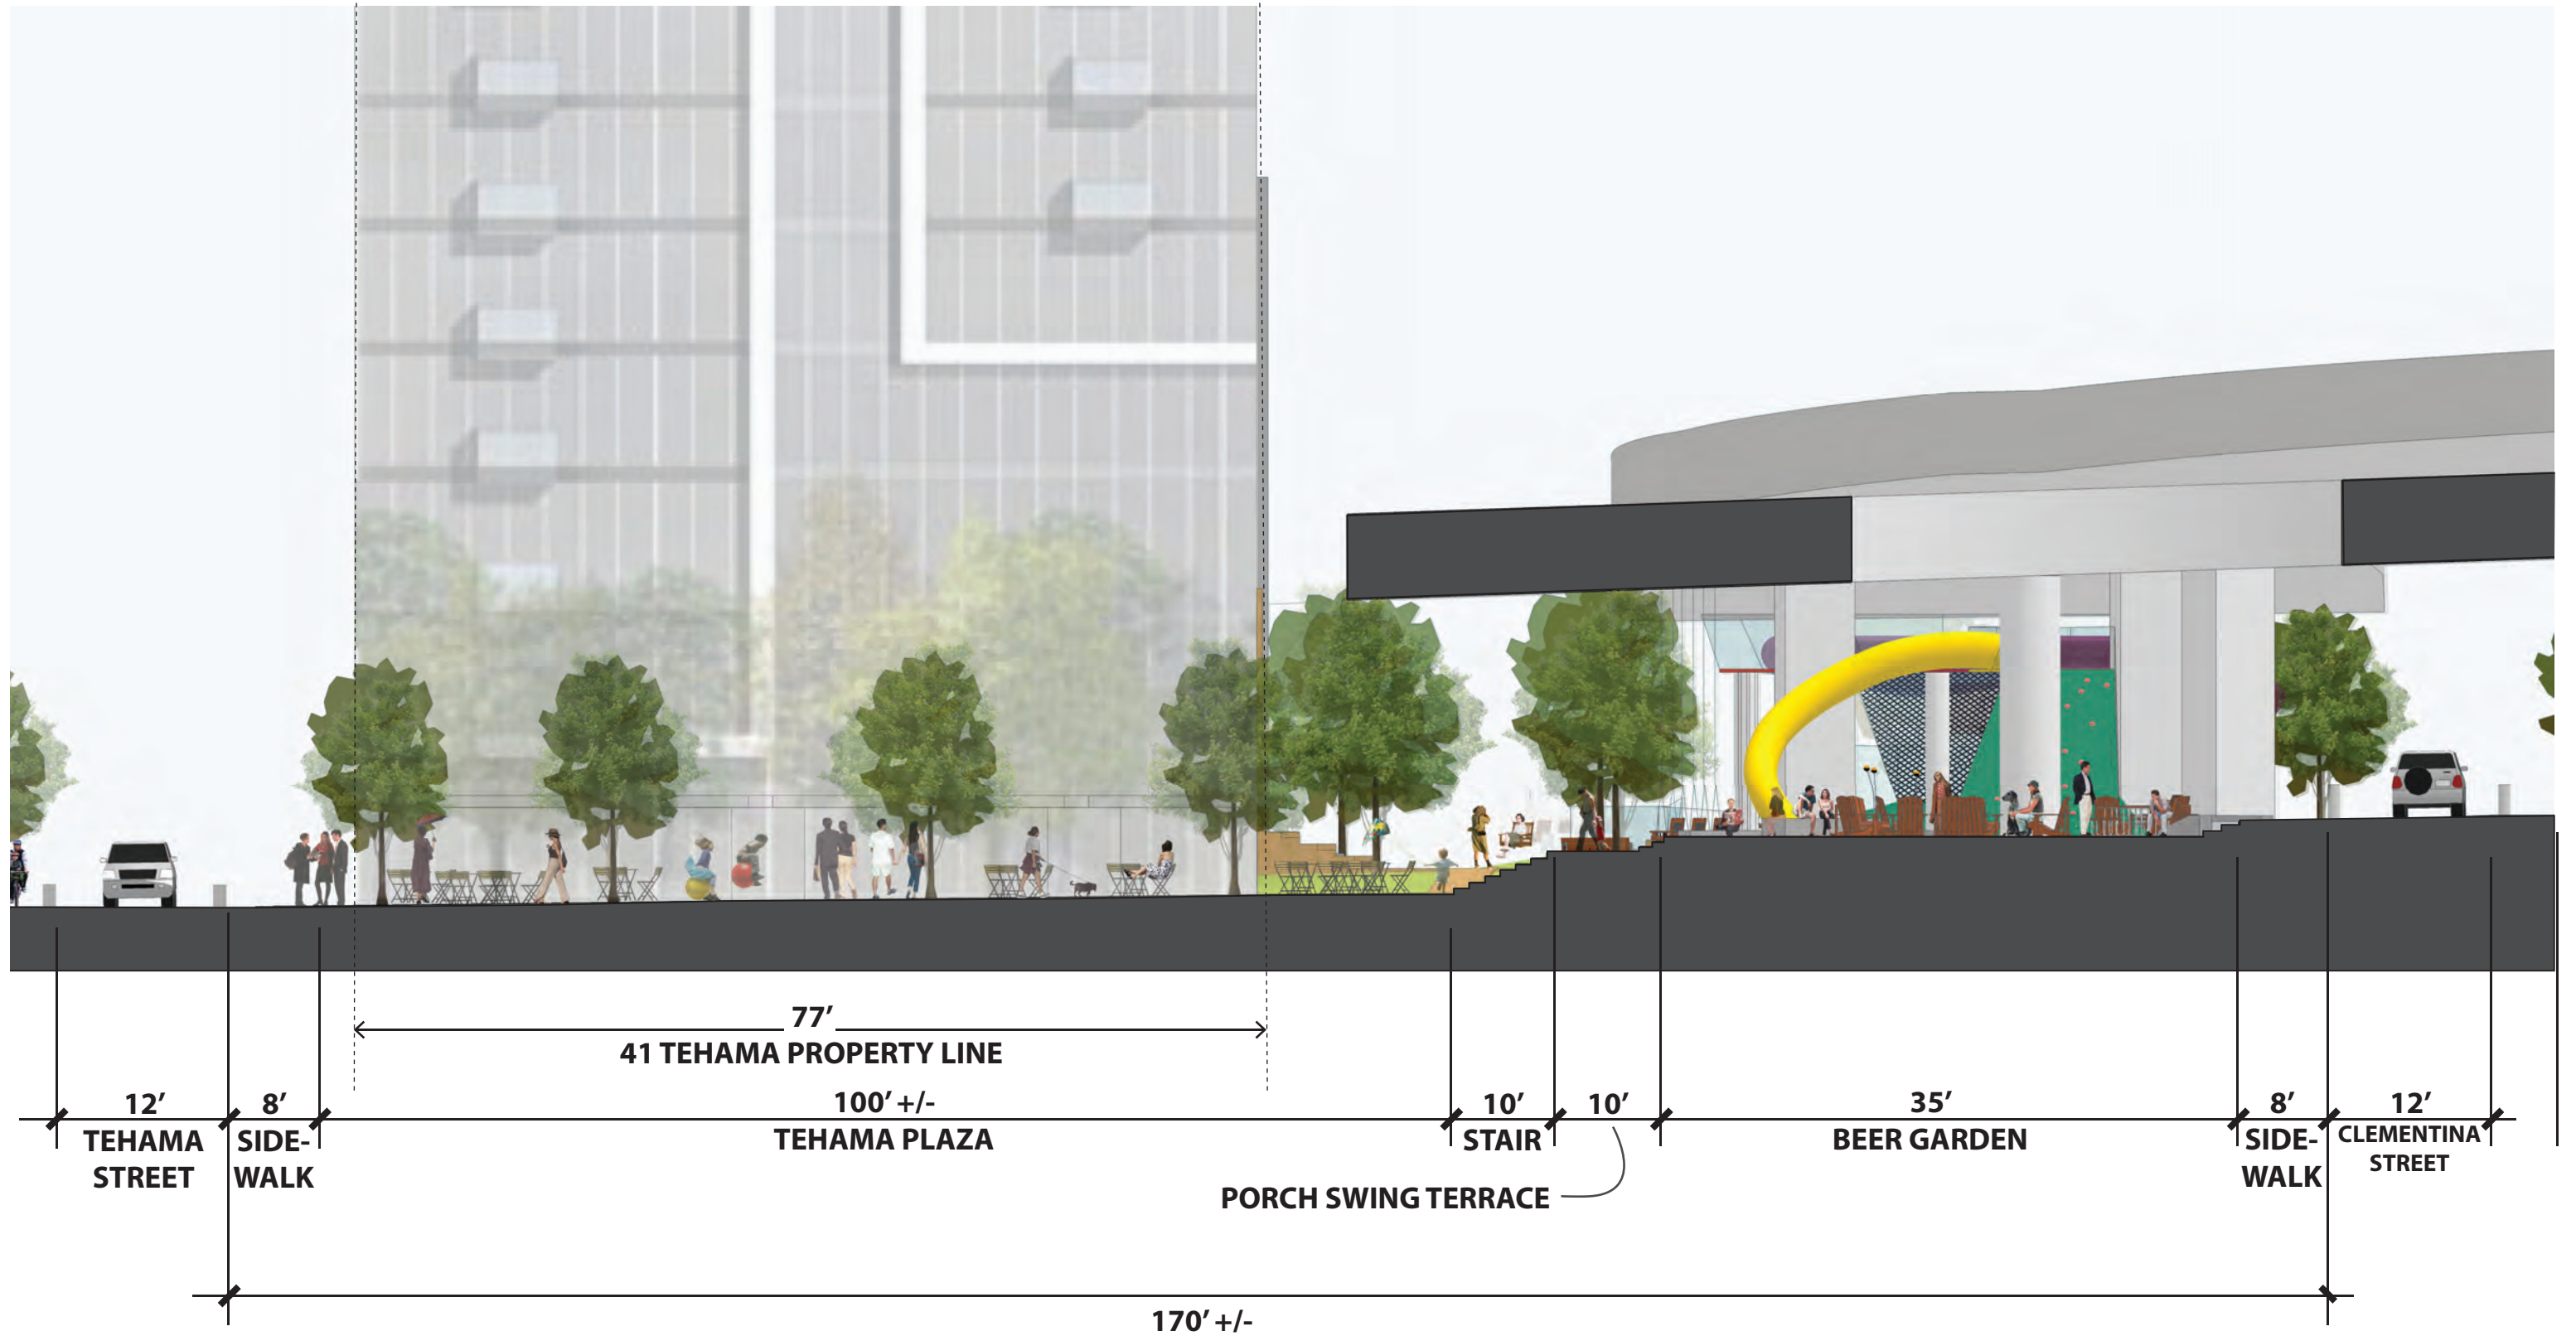 77’
41 TEHAMA PROPERTY LINE
12’
TEHAMA
STREET
8’
SIDE-
WALK
100’ +/-
TEHAMA PLAZA
10’
STAIR
10’
PORCH SWING TERRACE
35’
BEER GARDEN
8’
SIDE-
WALK
12’
CLEMENTINA
STREET
170’ +/-